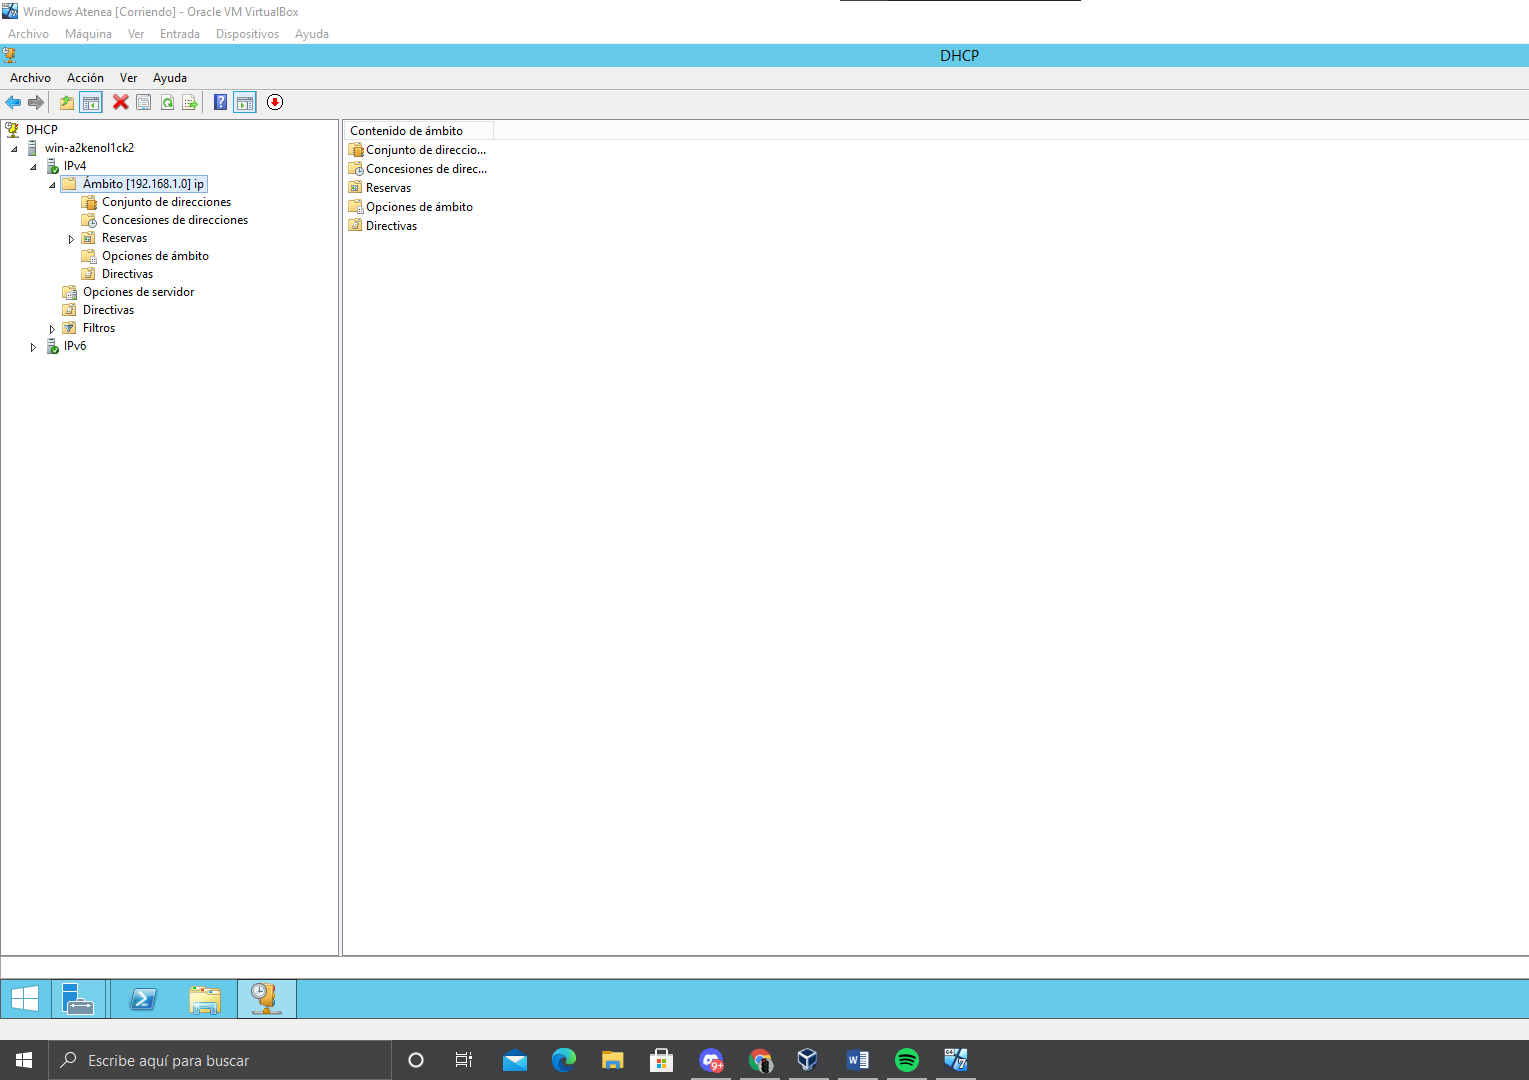 Windows Atenea [Corriendo] - Oracle VM VirtualBox
Archivo Máquina Ver Entrada Dispositivos Ayuda
DHCP
Archivo Acción Ver Ayuda
DHCP
win-a2kenol1ck2
IPv4
Ámbito [192.168.1.0] ip
Conjunto de direcciones
Concesiones de direcciones
Reservas
Opciones de ámbito
Directivas
Opciones de servidor
Directivas
Filtros
IPv6
Contenido de ámbito
Conjunto de direccio...
Concesiones de direc...
Reservas
Opciones de ámbito
Directivas
Escribe aquí para buscar
9+